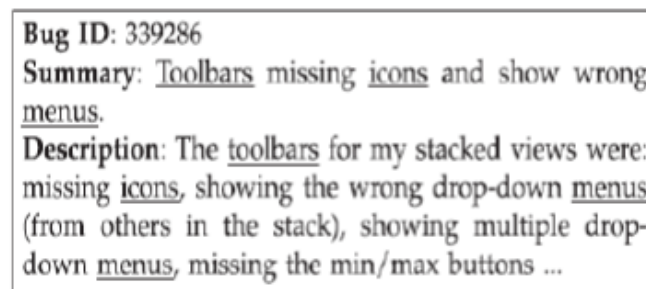 Bug ID: 339286
Summary: Toolbars missing icons and show wrong
menus.
Description: The toolbars for my stacked views were:
missing icons, showing the wrong drop-down menus
(from others in the stack), showing multiple drop-
down menus, missing the min/max buttons ...